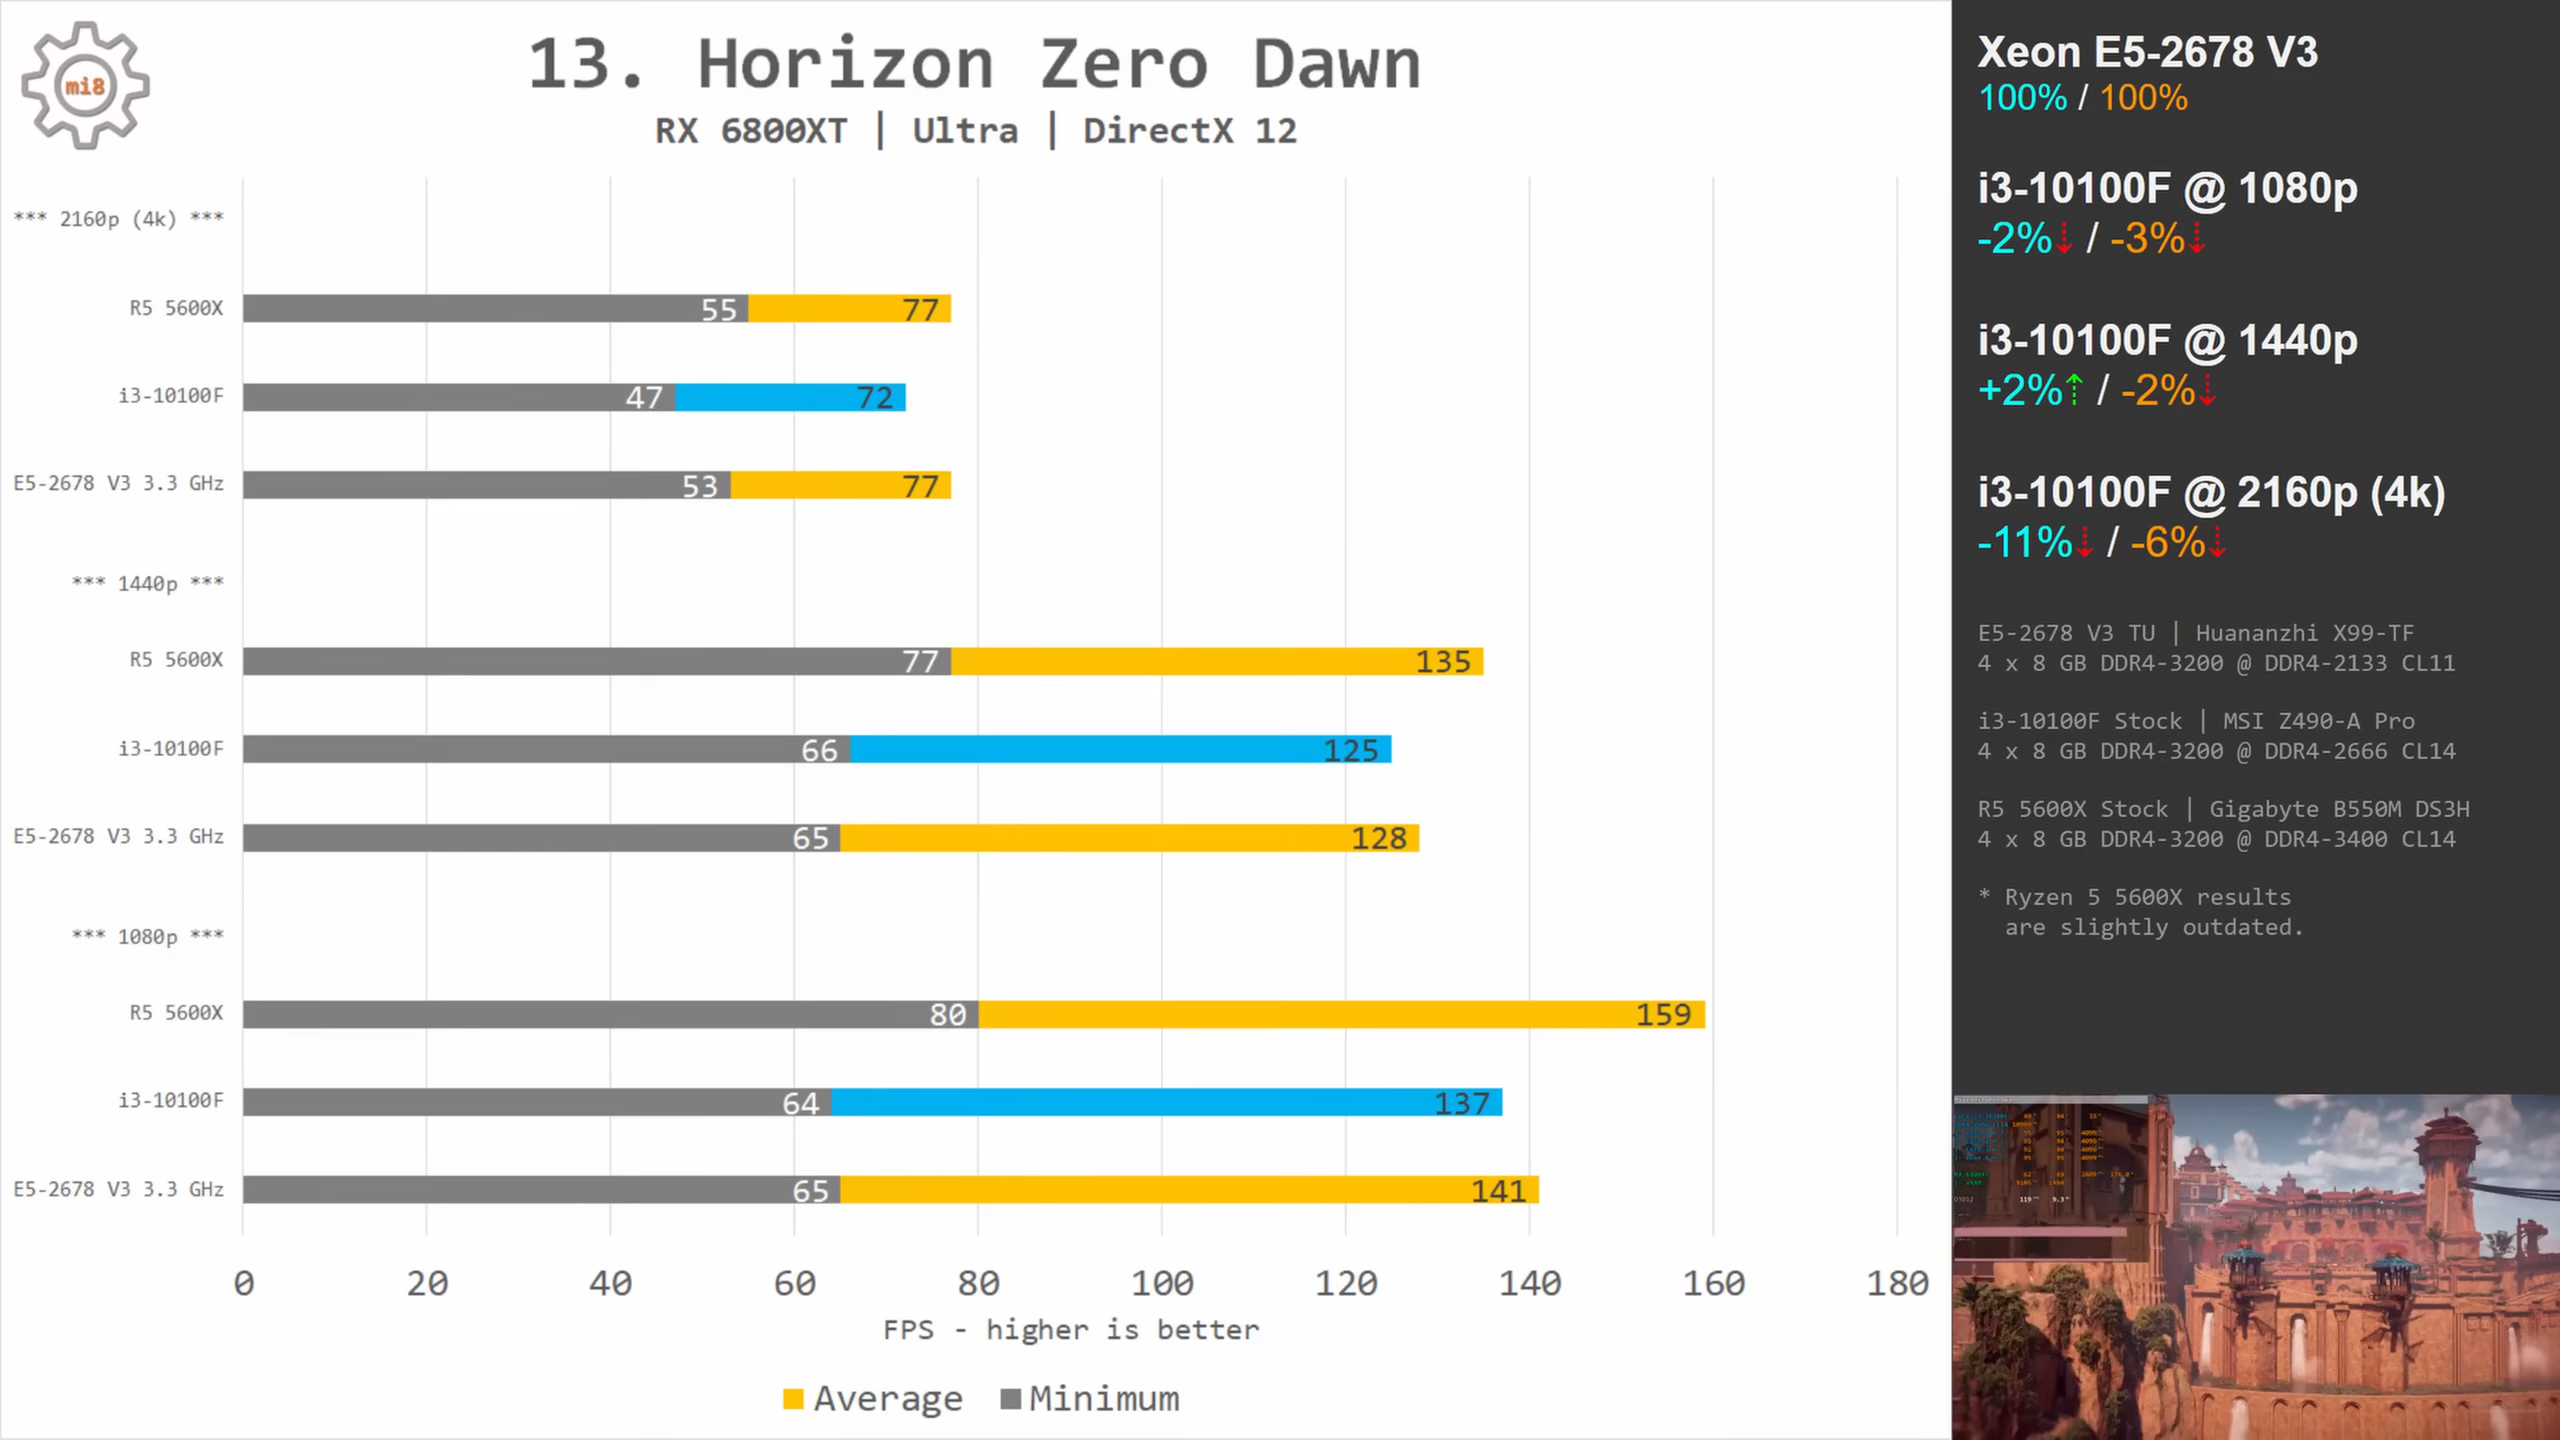 mi8
13. Horizon Zero Dawn
RX 6800XT | Ultra | DirectX 12
*** 2160p (4k) ***
R5 5600X 55 77
i3-10100F 47 72
E5-2678 V3 3.3 GHz 53 77
*** 1440p ***
R5 5600X 77 135
i3-10100F 66 125
E5-2678 V3 3.3 GHz 65 128
*** 1080p ***
R5 5600X 80 159
i3-10100F 64 137
E5-2678 V3 3.3 GHz 65 141
0 20 40 60 80 100 120 140 160 180
FPS - higher is better
Average Minimum
Xeon E5-2678 V3
100% / 100%
i3-10100F @ 1080p
-2%↓ / -3%↓
i3-10100F @ 1440p
+2%↑ / -2%↓
i3-10100F @ 2160p (4k)
-11%↓ / -6%↓
E5-2678 V3 TU | Huananzhi X99-TF
4 x 8 GB DDR4-3200 @ DDR4-2133 CL11
i3-10100F Stock | MSI Z490-A Pro
4 x 8 GB DDR4-3200 @ DDR4-2666 CL14
R5 5600X Stock | Gigabyte B550M DS3H
4 x 8 GB DDR4-3200 @ DDR4-3400 CL14
* Ryzen 5 5600X results
are slightly outdated.